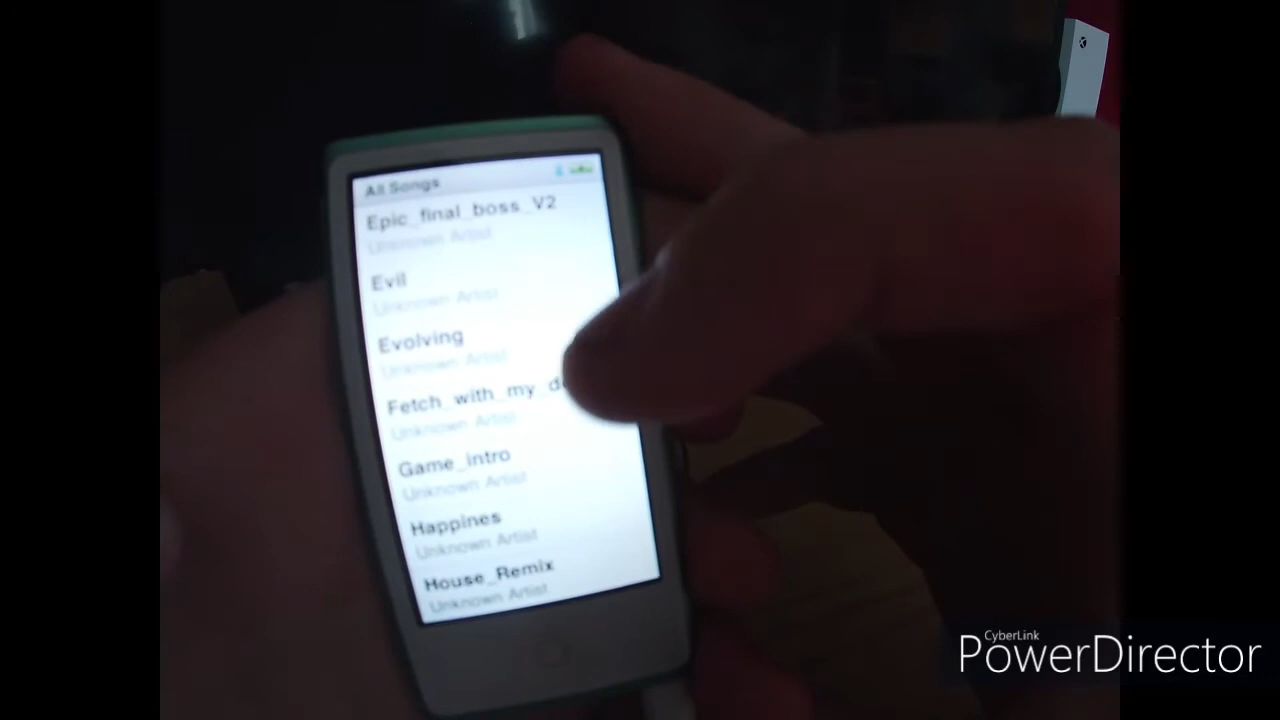 All Songs
Epic_final_boss_V2
Unknown Artist
Evil
Unknown Artist
Evolving
Unknown Artist
Fetch_with_my
Unknown Artist
Game_intro
Unknown Artist
Happines
Unknown Artist
House_Remix
Unknown Artist
CyberLink
PowerDirector